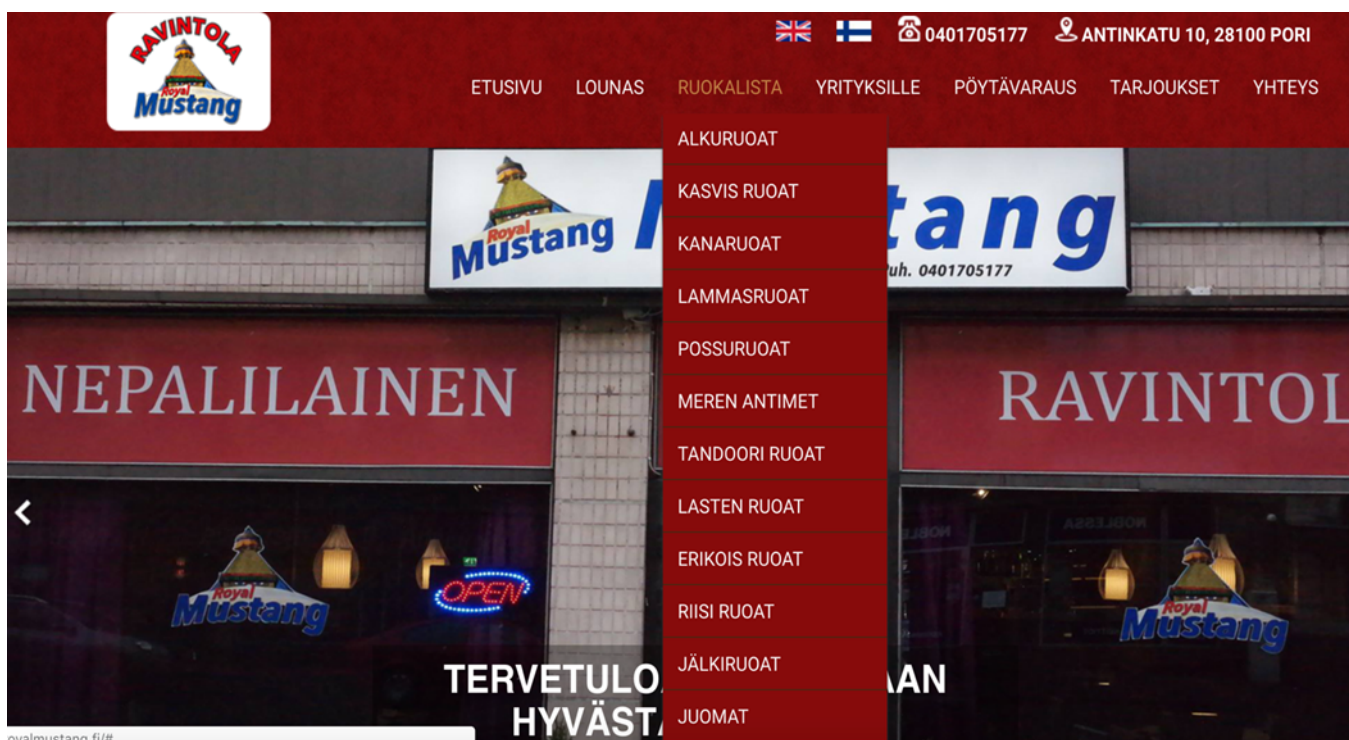 RAVINTOLA
Royal
Mustang
0401705177
ANTINKATU 10, 28100 PORI
ETUSIVU LOUNAS RUOKALISTA YRITYKSILLE PÖYTÄVARAUS TARJOUKSET YHTEYS
ALKURUOAT
KASVIS RUOAT
KANARUOAT
LAMMASRUOAT
POSSURUOAT
MEREN ANTIMET
TANDOORI RUOAT
LASTEN RUOAT
ERIKOIS RUOAT
RIISI RUOAT
JÄLKIRUOAT
JUOMAT
Royal
Mustang
tang
Puh. 0401705177
NEPALILAINEN
RAVINTOL
Royal
Mustang
OPEN
NOBLESSA
Royal
Mustang
TERVETULO AAN
HYVÄST